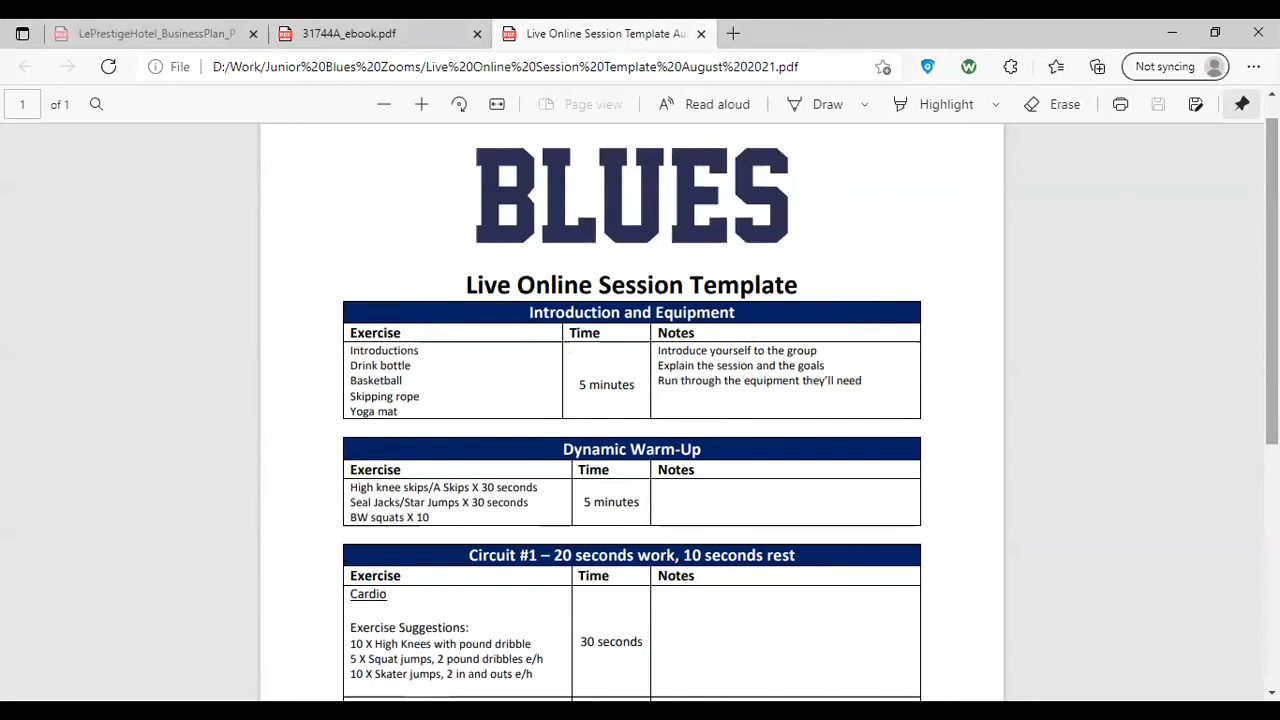 LePrestigeHotel_BusinessPlan_P
31744A_ebook.pdf
Live Online Session Template Au
File
D:/Work/Junior%20Blues%20Zooms/Live%20Online%20Session%20Template%20August%202021.pdf
Not syncing
1
of 1
Page view
Read aloud
Draw
Highlight
Erase
BLUES
Live Online Session Template
Introduction and Equipment
Exercise
Time
Notes
Introductions
Drink bottle
Basketball
Skipping rope
Yoga mat
5 minutes
Introduce yourself to the group
Explain the session and the goals
Run through the equipment they'll need
Dynamic Warm-Up
Exercise
Time
Notes
High knee skips/A Skips X 30 seconds
Seal Jacks/Star Jumps X 30 seconds
BW squats X 10
5 minutes
Circuit #1 – 20 seconds work, 10 seconds rest
Exercise
Time
Notes
Cardio
Exercise Suggestions:
10 X High Knees with pound dribble
5 X Squat jumps, 2 pound dribbles e/h
10 X Skater jumps, 2 in and outs e/h
30 seconds